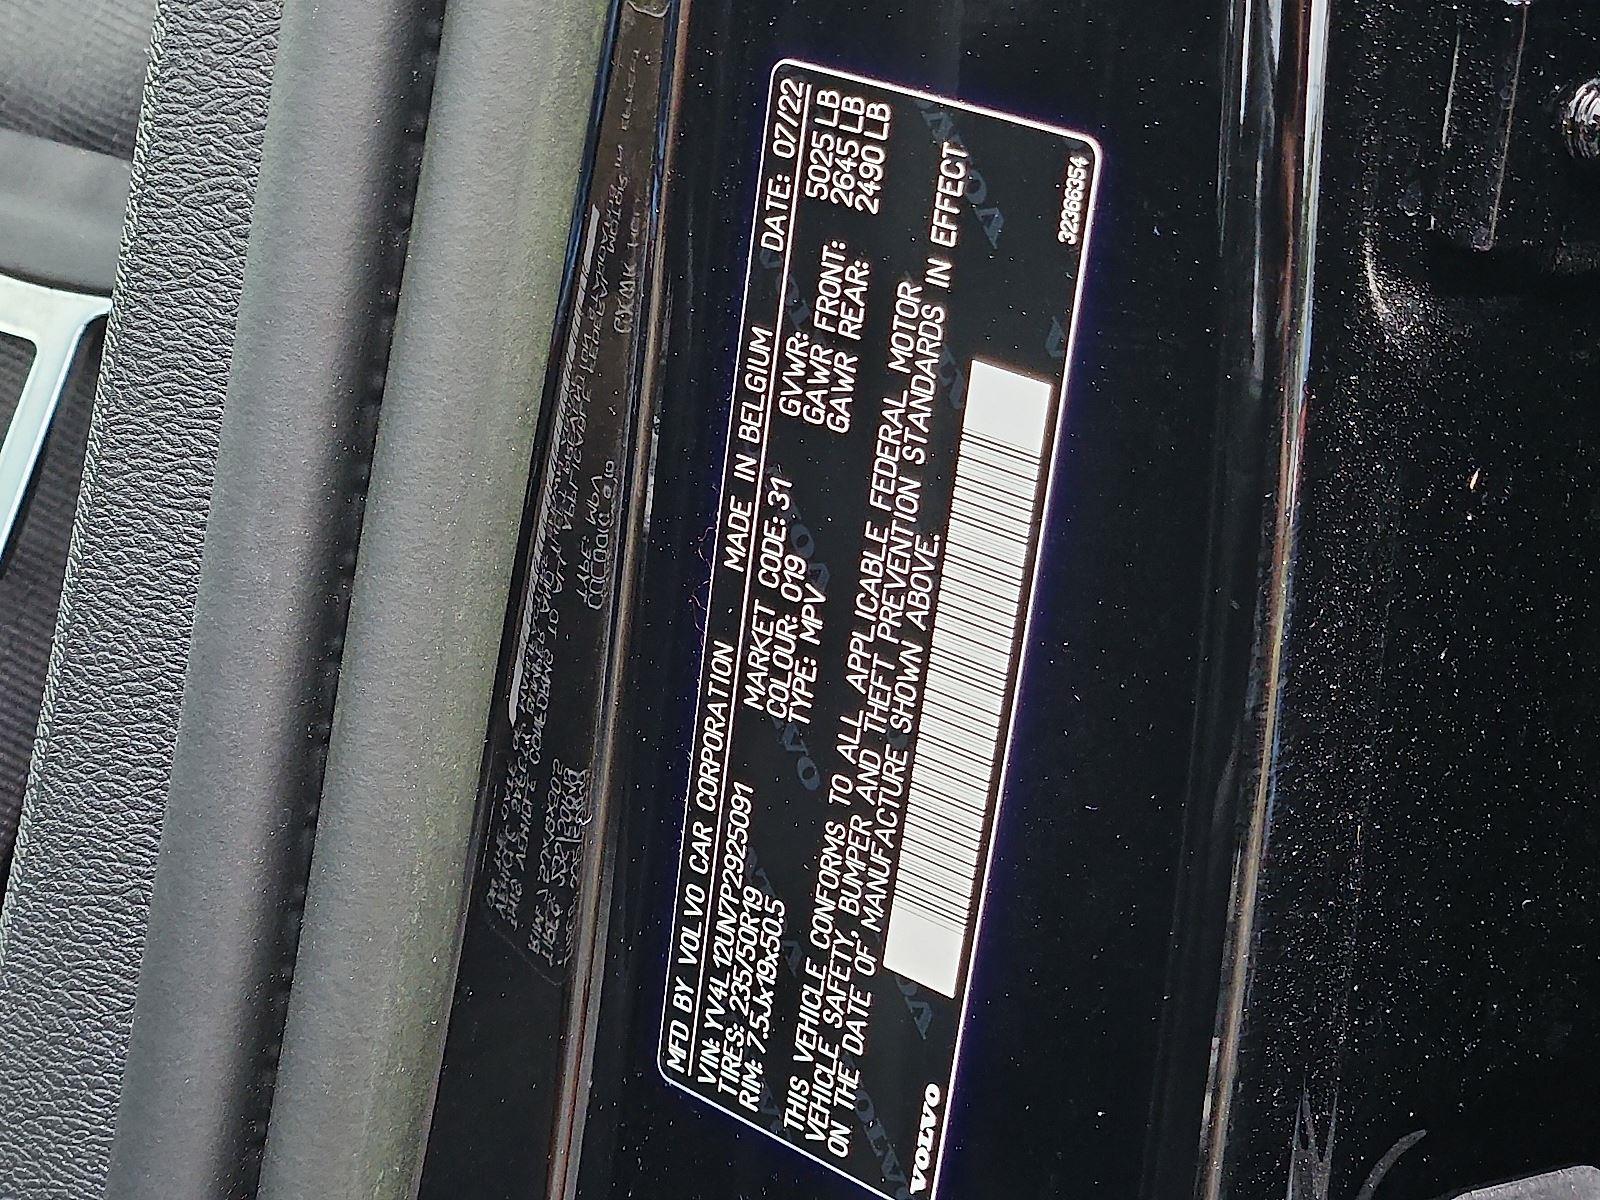 MFD BY VOLVO CAR CORPORATION MADE IN BELGIUM DATE: 07/22
VIN: YV4L12UN7P2925091 MARKET CODE: 31 GVWR: 5025 LB
TIRES: 235/50R19 COLOUR: 019 GAWR FRONT: 2645 LB
RIM: 7.5Jx19x50.5 TYPE: MPV GAWR REAR: 2490 LB
THIS VEHICLE CONFORMS TO ALL APPLICABLE FEDERAL MOTOR
VEHICLE SAFETY, BUMPER AND THEFT PREVENTION STANDARDS IN EFFECT
ON THE DATE OF MANUFACTURE SHOWN ABOVE.
VOLVO 32366354